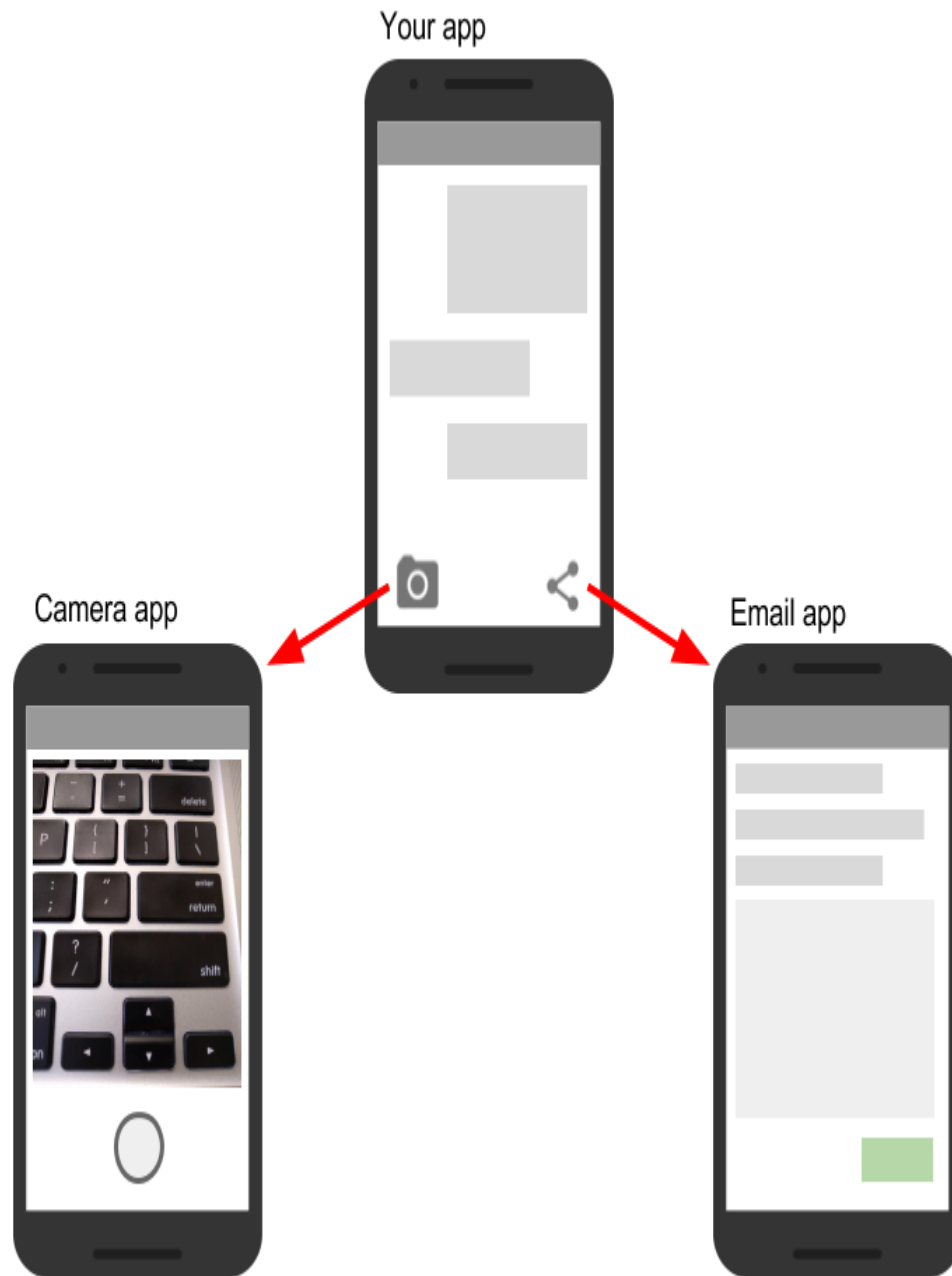 Your app
Camera app
Email app
- + delete
- =
P { } |
[ ] \
: " enter
; ' return
? shift
/
alt
on